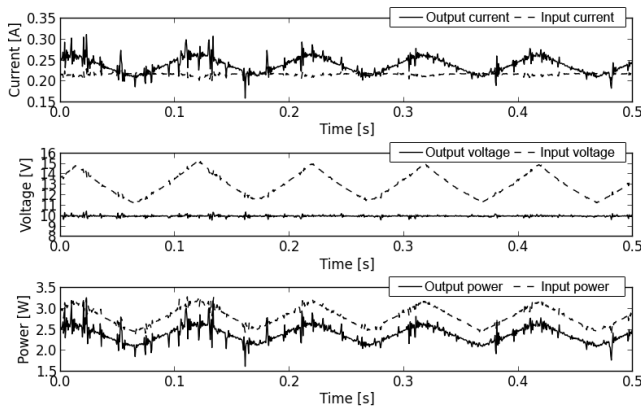 Output current Input current
Current [A]
0.35
0.30
0.25
0.20
0.15
0.0 0.1 0.2 0.3 0.4 0.5
Time [s]
Output voltage Input voltage
Voltage [V]
16
15
14
13
12
11
10
9
8
0.0 0.1 0.2 0.3 0.4 0.5
Time [s]
Output power Input power
Power [W]
3.5
3.0
2.5
2.0
1.5
0.0 0.1 0.2 0.3 0.4 0.5
Time [s]